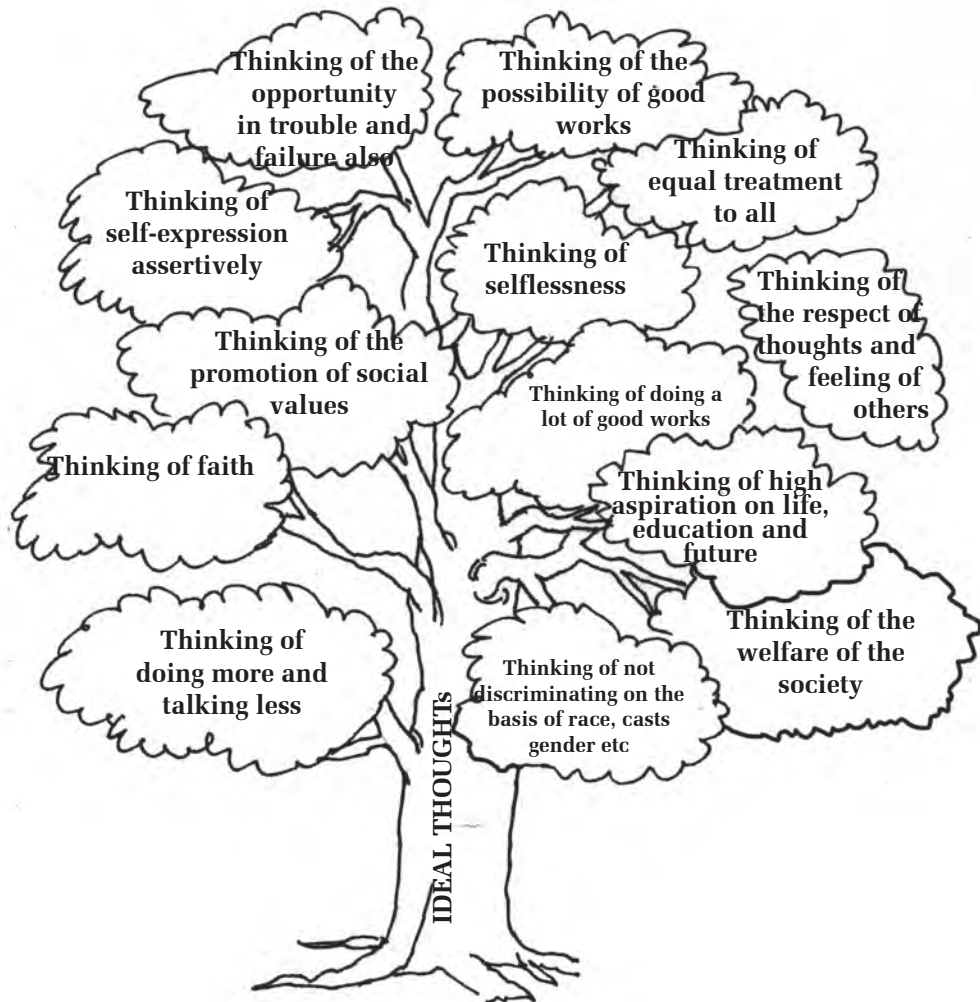 Thinking of the
opportunity
in trouble and
failure also
Thinking of the
possibility of good
works
Thinking of
equal treatment
to all
Thinking of
self-expression
assertively
Thinking of
selflessness
Thinking of
the respect of
thoughts and
feeling of
others
Thinking of the
promotion of social
values
Thinking of doing a
lot of good works
Thinking of faith
Thinking of high
aspiration on life,
education and
future
Thinking of
doing more and
talking less
Thinking of not
discriminating on the
basis of race, casts
gender etc
Thinking of the
welfare of the
society
IDEAL THOUGHTs